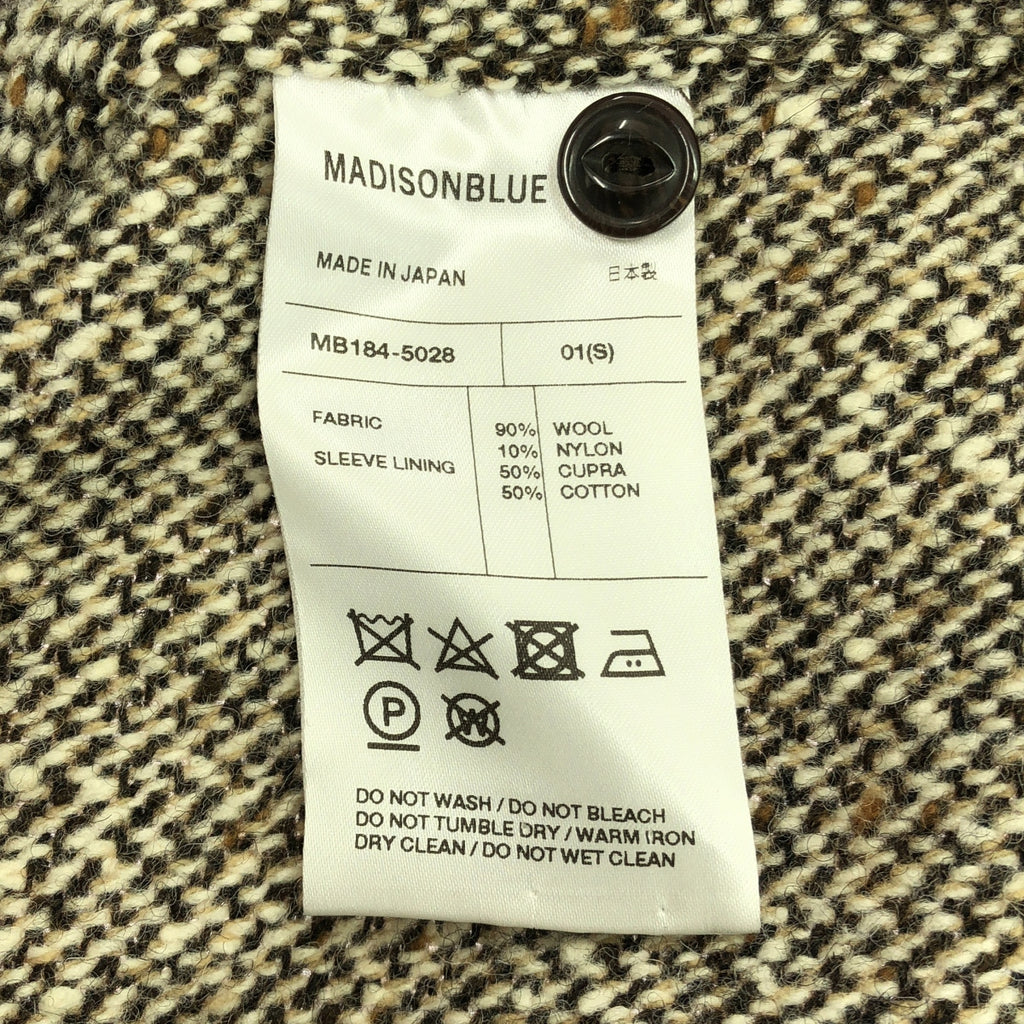 MADISONBLUE
MADE IN JAPAN 日本製
MB184-5028 01(S)
FABRIC 90% WOOL
10% NYLON
SLEEVE LINING 50% CUPRA
50% COTTON
P W
DO NOT WASH / DO NOT BLEACH
DO NOT TUMBLE DRY / WARM IRON
DRY CLEAN / DO NOT WET CLEAN